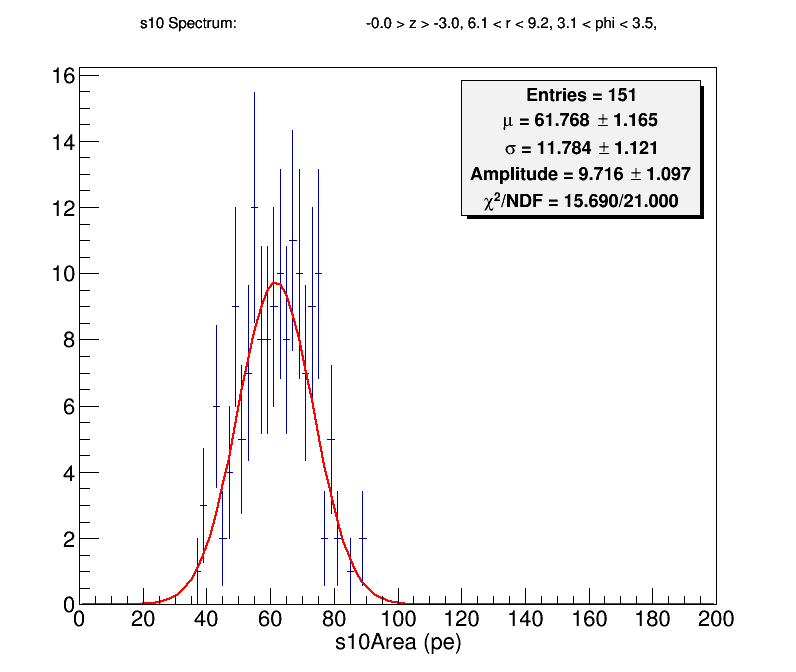 s10 Spectrum: -0.0 > z > -3.0, 6.1 < r < 9.2, 3.1 < phi < 3.5,
Entries = 151
μ = 61.768 ± 1.165
σ = 11.784 ± 1.121
Amplitude = 9.716 ± 1.097
χ²/NDF = 15.690/21.000
16
14
12
10
8
6
4
2
0
0 20 40 60 80 100 120 140 160 180 200
s10Area (pe)